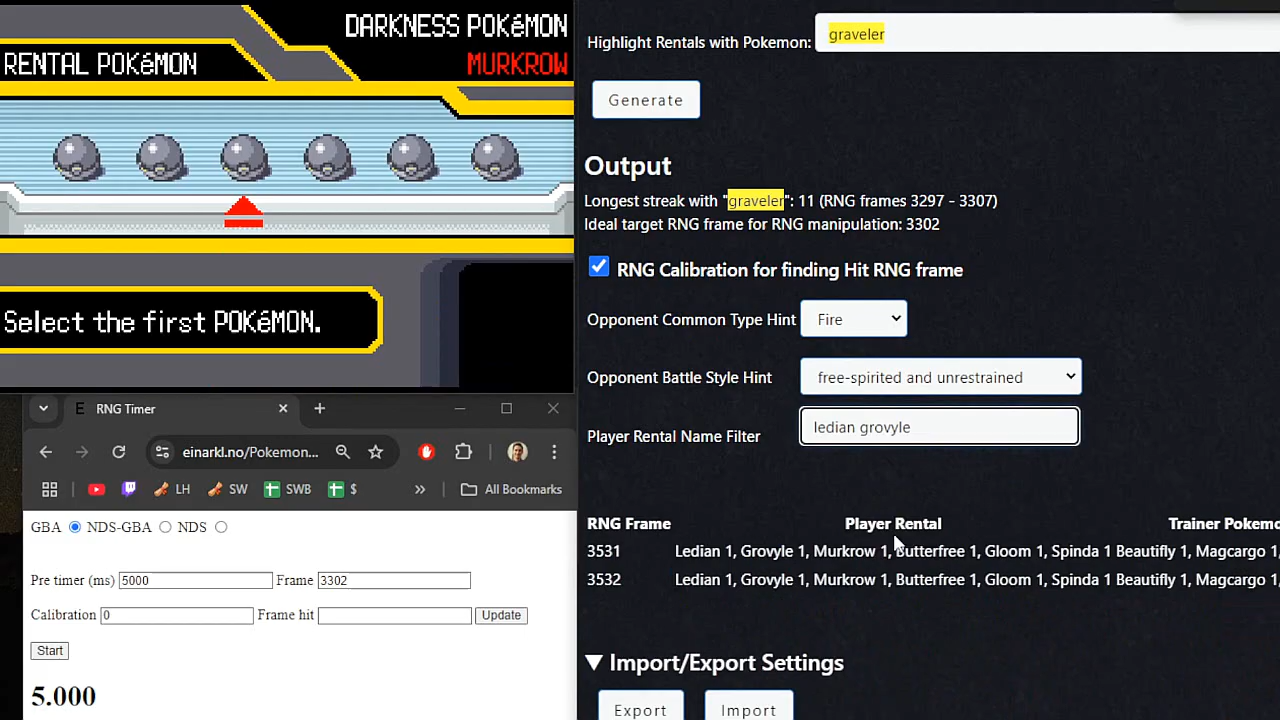 DARKNESS POKéMON
RENTAL POKéMON
MURKROW
Select the first POKéMON.
RNG Timer
einarkl.no/Pokemon...
LH
SW
SWB
$
»
All Bookmarks
GBA NDS-GBA NDS
Pre timer (ms) 5000 Frame 3302
Calibration 0 Frame hit Update
Start
5.000
Highlight Rentals with Pokemon: graveler
Generate
Output
Longest streak with "graveler": 11 (RNG frames 3297 - 3307)
Ideal target RNG frame for RNG manipulation: 3302
RNG Calibration for finding Hit RNG frame
Opponent Common Type Hint Fire
Opponent Battle Style Hint free-spirited and unrestrained
Player Rental Name Filter ledian grovyle
RNG Frame Player Rental Trainer Pokemo
3531 Ledian 1, Grovyle 1, Murkrow 1, Butterfree 1, Gloom 1, Spinda 1 Beautifly 1, Magcargo 1,
3532 Ledian 1, Grovyle 1, Murkrow 1, Butterfree 1, Gloom 1, Spinda 1 Beautifly 1, Magcargo 1,
▼ Import/Export Settings
Export Import